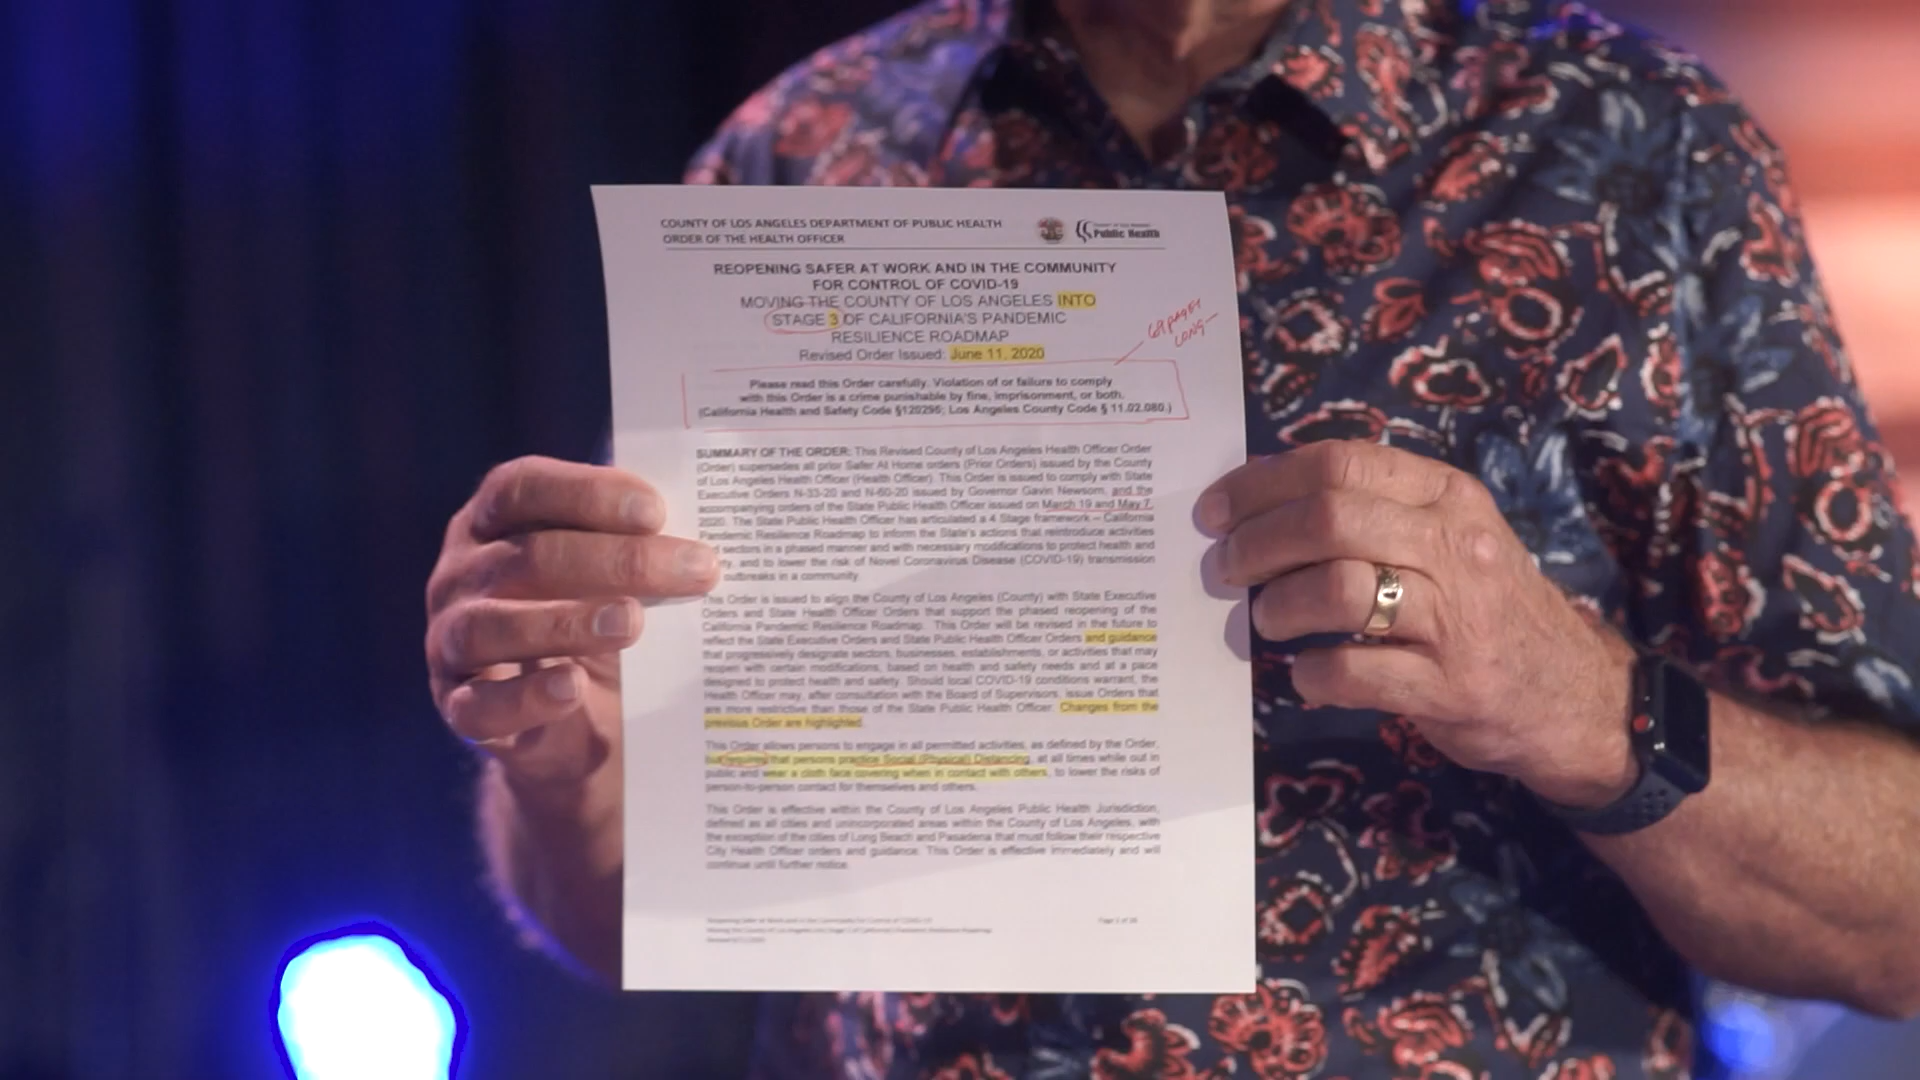 COUNTY OF LOS ANGELES DEPARTMENT OF PUBLIC HEALTH
ORDER OF THE HEALTH OFFICER
Public Health
REOPENING SAFER AT WORK AND IN THE COMMUNITY
FOR CONTROL OF COVID-19
MOVING THE COUNTY OF LOS ANGELES INTO
STAGE 3 OF CALIFORNIA'S PANDEMIC
RESILIENCE ROADMAP
Revised Order Issued: June 11, 2020
PAGES
LONG—
Please read this Order carefully. Violation of or failure to comply
with this Order is a crime punishable by fine, imprisonment, or both.
(California Health and Safety Code §120295; Los Angeles County Code § 11.02.080.)
SUMMARY OF THE ORDER: This Revised County of Los Angeles Health Officer Order
(Order) supersedes all prior Safer At Home orders (Prior Orders) issued by the County
of Los Angeles Health Officer (Health Officer). This Order is issued to comply with State
Executive Orders N-33-20 and N-60-20 issued by Governor Gavin Newsom, and the
accompanying orders of the State Public Health Officer issued on March 19 and May 7,
2020. The State Public Health Officer has articulated a 4 Stage framework – California
Pandemic Resilience Roadmap to inform the State's actions that reintroduce activities
sectors in a phased manner and with necessary modifications to protect health and
and to lower the risk of Novel Coronavirus Disease (COVID-19) transmission
outbreaks in a community.
This Order is issued to align the County of Los Angeles (County) with State Executive
Orders and State Health Officer Orders that support the phased reopening of the
California Pandemic Resilience Roadmap. This Order will be revised in the future to
reflect the State Executive Orders and State Public Health Officer Orders and guidance
that progressively designate sectors, businesses, establishments, or activities that may
reopen with certain modifications, based on health and safety needs and at a pace
designed to protect health and safety. Should local COVID-19 conditions warrant, the
Health Officer may, after consultation with the Board of Supervisors, issue Orders that
are more restrictive than those of the State Public Health Officer. Changes from the
previous Order are highlighted.
This Order allows persons to engage in all permitted activities, as defined by the Order,
but requires that persons practice Social (Physical) Distancing, at all times while out in
public and wear a cloth face covering when in contact with others, to lower the risks of
person-to-person contact for themselves and others.
This Order is effective within the County of Los Angeles Public Health Jurisdiction,
defined as all cities and unincorporated areas within the County of Los Angeles, with
the exception of the cities of Long Beach and Pasadena that must follow their respective
City Health Officer orders and guidance. This Order is effective immediately and will
continue until further notice.